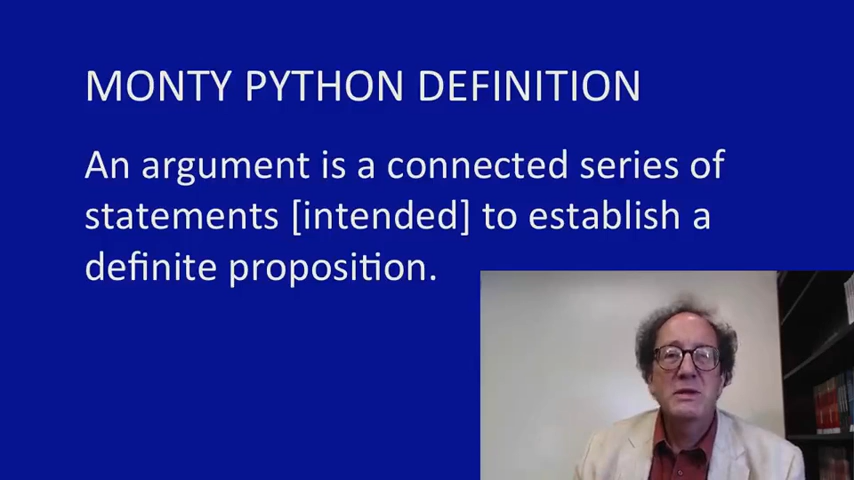 MONTY PYTHON DEFINITION
An argument is a connected series of
statements [intended] to establish a
definite proposition.